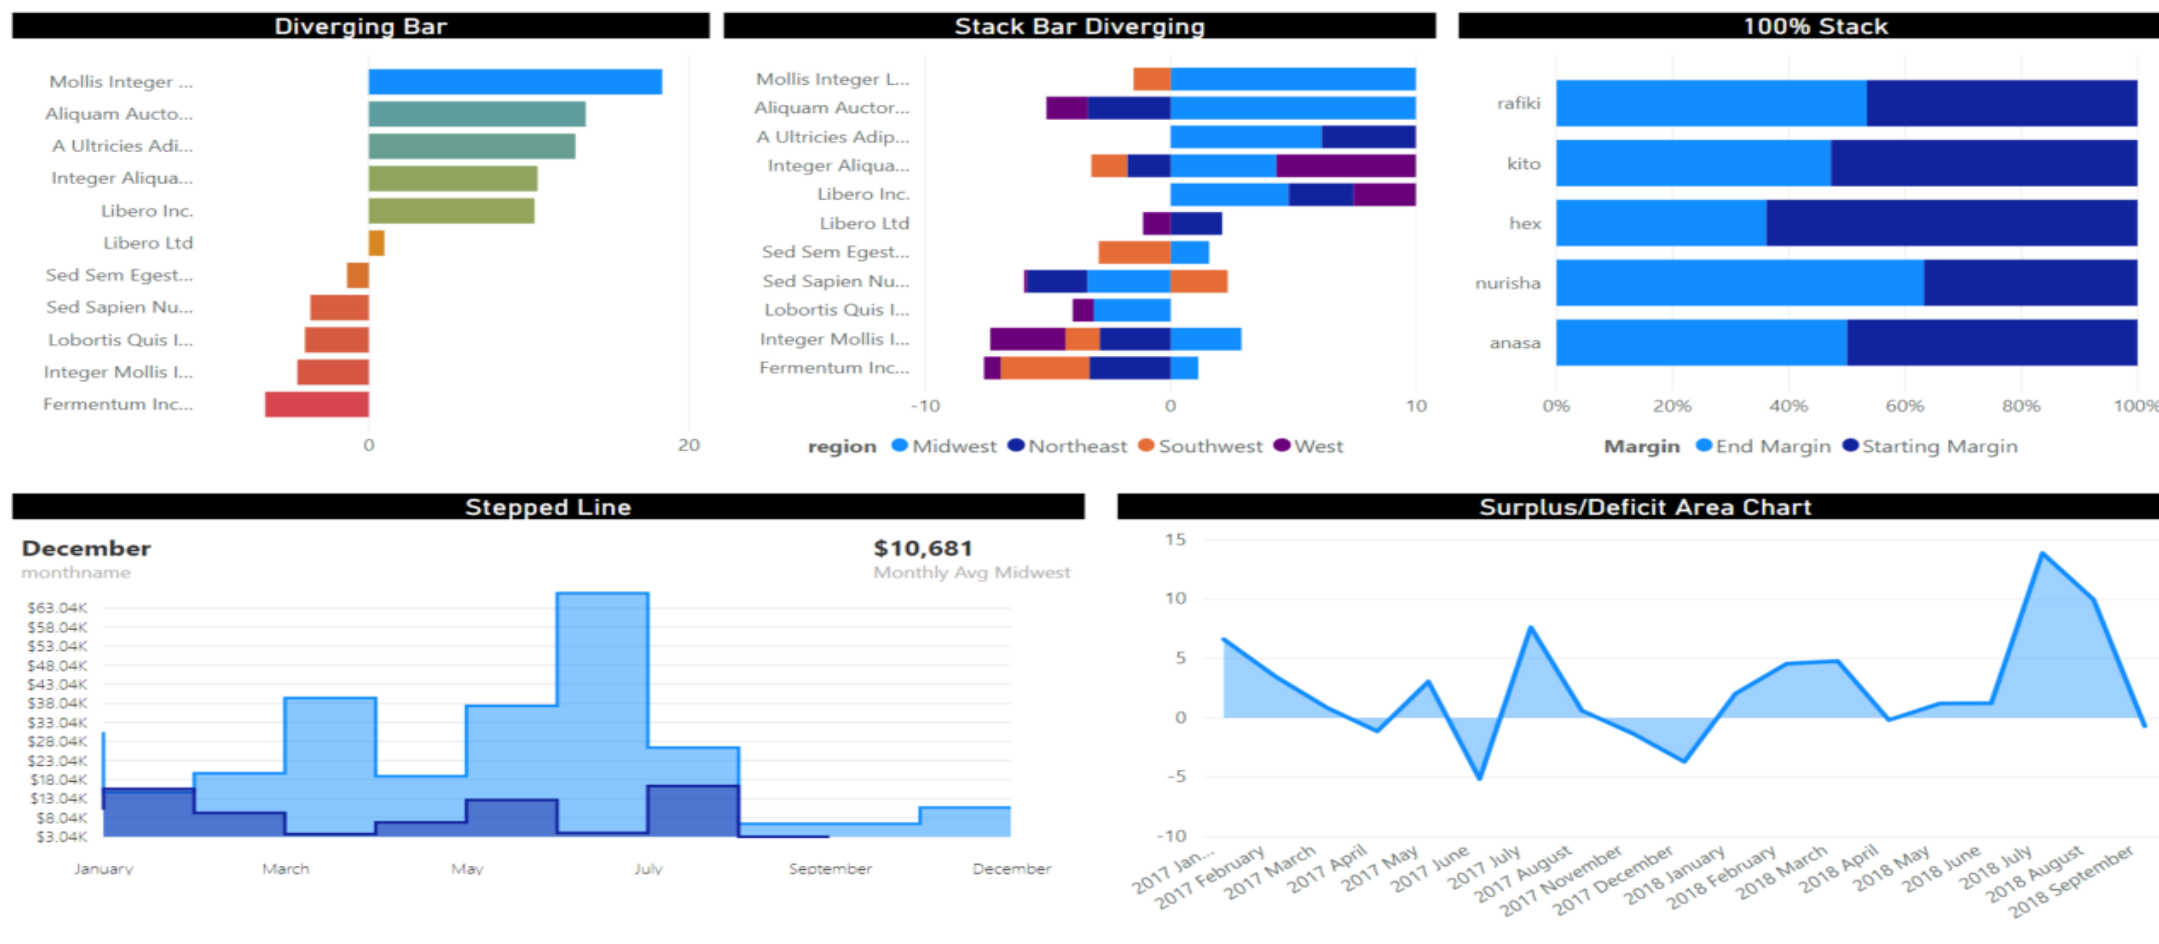 Diverging Bar
Mollis Integer ...
Aliquam Aucto...
A Ultricies Adi...
Integer Aliqua...
Libero Inc.
Libero Ltd
Sed Sem Egest...
Sed Sapien Nu...
Lobortis Quis I...
Integer Mollis I...
Fermentum Inc...
0 20
Stack Bar Diverging
Mollis Integer L...
Aliquam Auctor...
A Ultricies Adip...
Integer Aliqua...
Libero Inc.
Libero Ltd
Sed Sem Egest...
Sed Sapien Nu...
Lobortis Quis I...
Integer Mollis I...
Fermentum Inc...
-10 0 10
region Midwest Northeast Southwest West
100% Stack
rafiki
kito
hex
nurisha
anasa
0% 20% 40% 60% 80% 100%
Margin End Margin Starting Margin
Stepped Line
December $10,681
monthname Monthly Avg Midwest
$63.04K
$58.04K
$53.04K
$48.04K
$43.04K
$38.04K
$33.04K
$28.04K
$23.04K
$18.04K
$13.04K
$8.04K
$3.04K
January March May July September December
Surplus/Deficit Area Chart
15
10
5
0
-5
-10
2017 Jan...
2017 February
2017 March
2017 April
2017 May
2017 June
2017 July
2017 August
2017 November
2017 December
2018 January
2018 February
2018 March
2018 April
2018 May
2018 June
2018 July
2018 August
2018 September